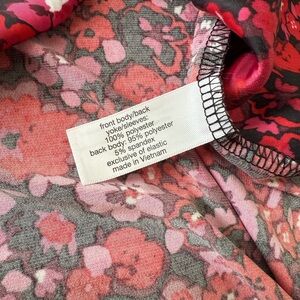 front body/back
yoke/sleeves:
100% polyester
back body: 95% polyester
5% spandex
exclusive of elastic
made in Vietnam